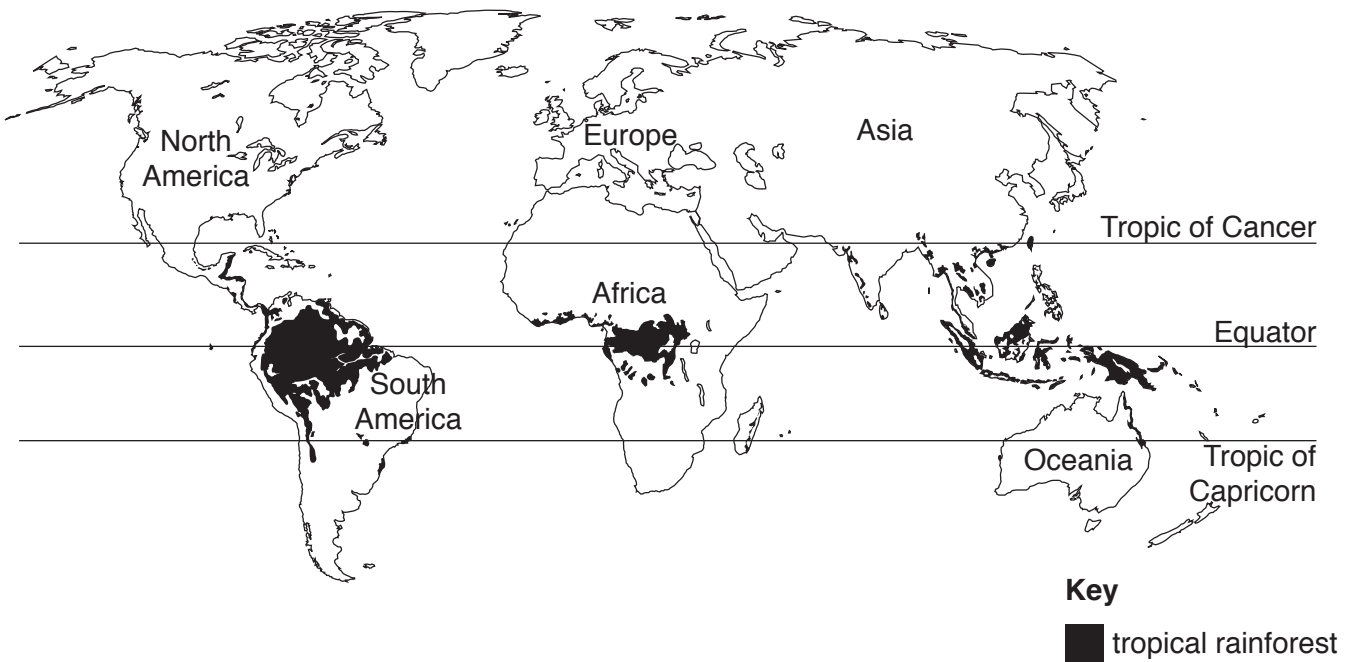 North
America
Europe
Asia
Tropic of Cancer
Africa
Equator
South
America
Oceania
Tropic of
Capricorn
Key
tropical rainforest